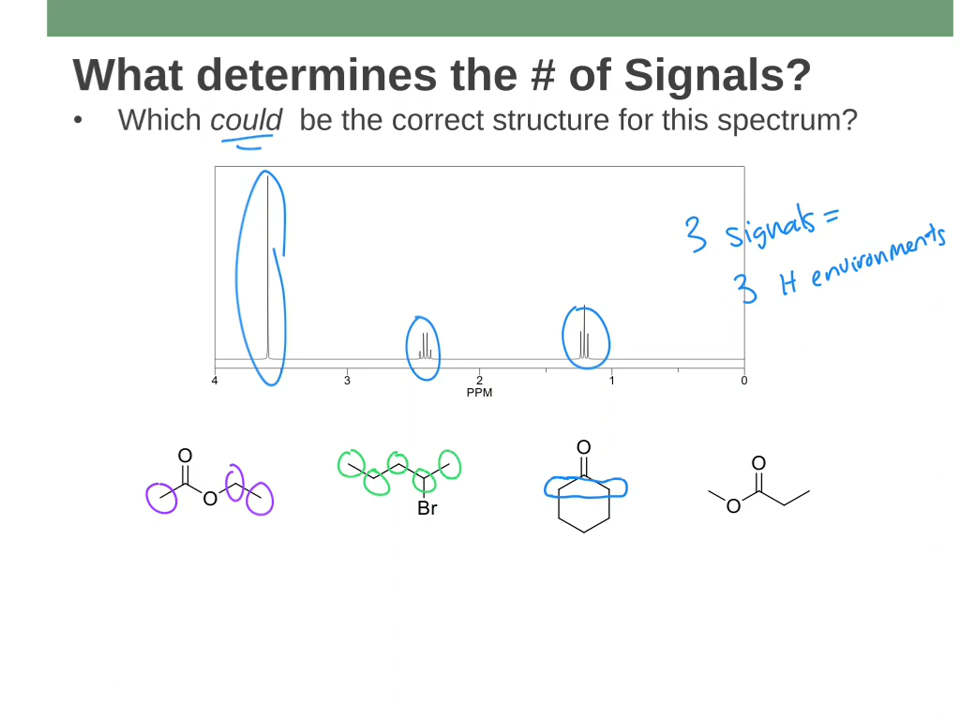 What determines the # of Signals?
• Which could be the correct structure for this spectrum?
3 signals =
3 H environments
4 3 2 1 0
PPM
O O O
O Br O